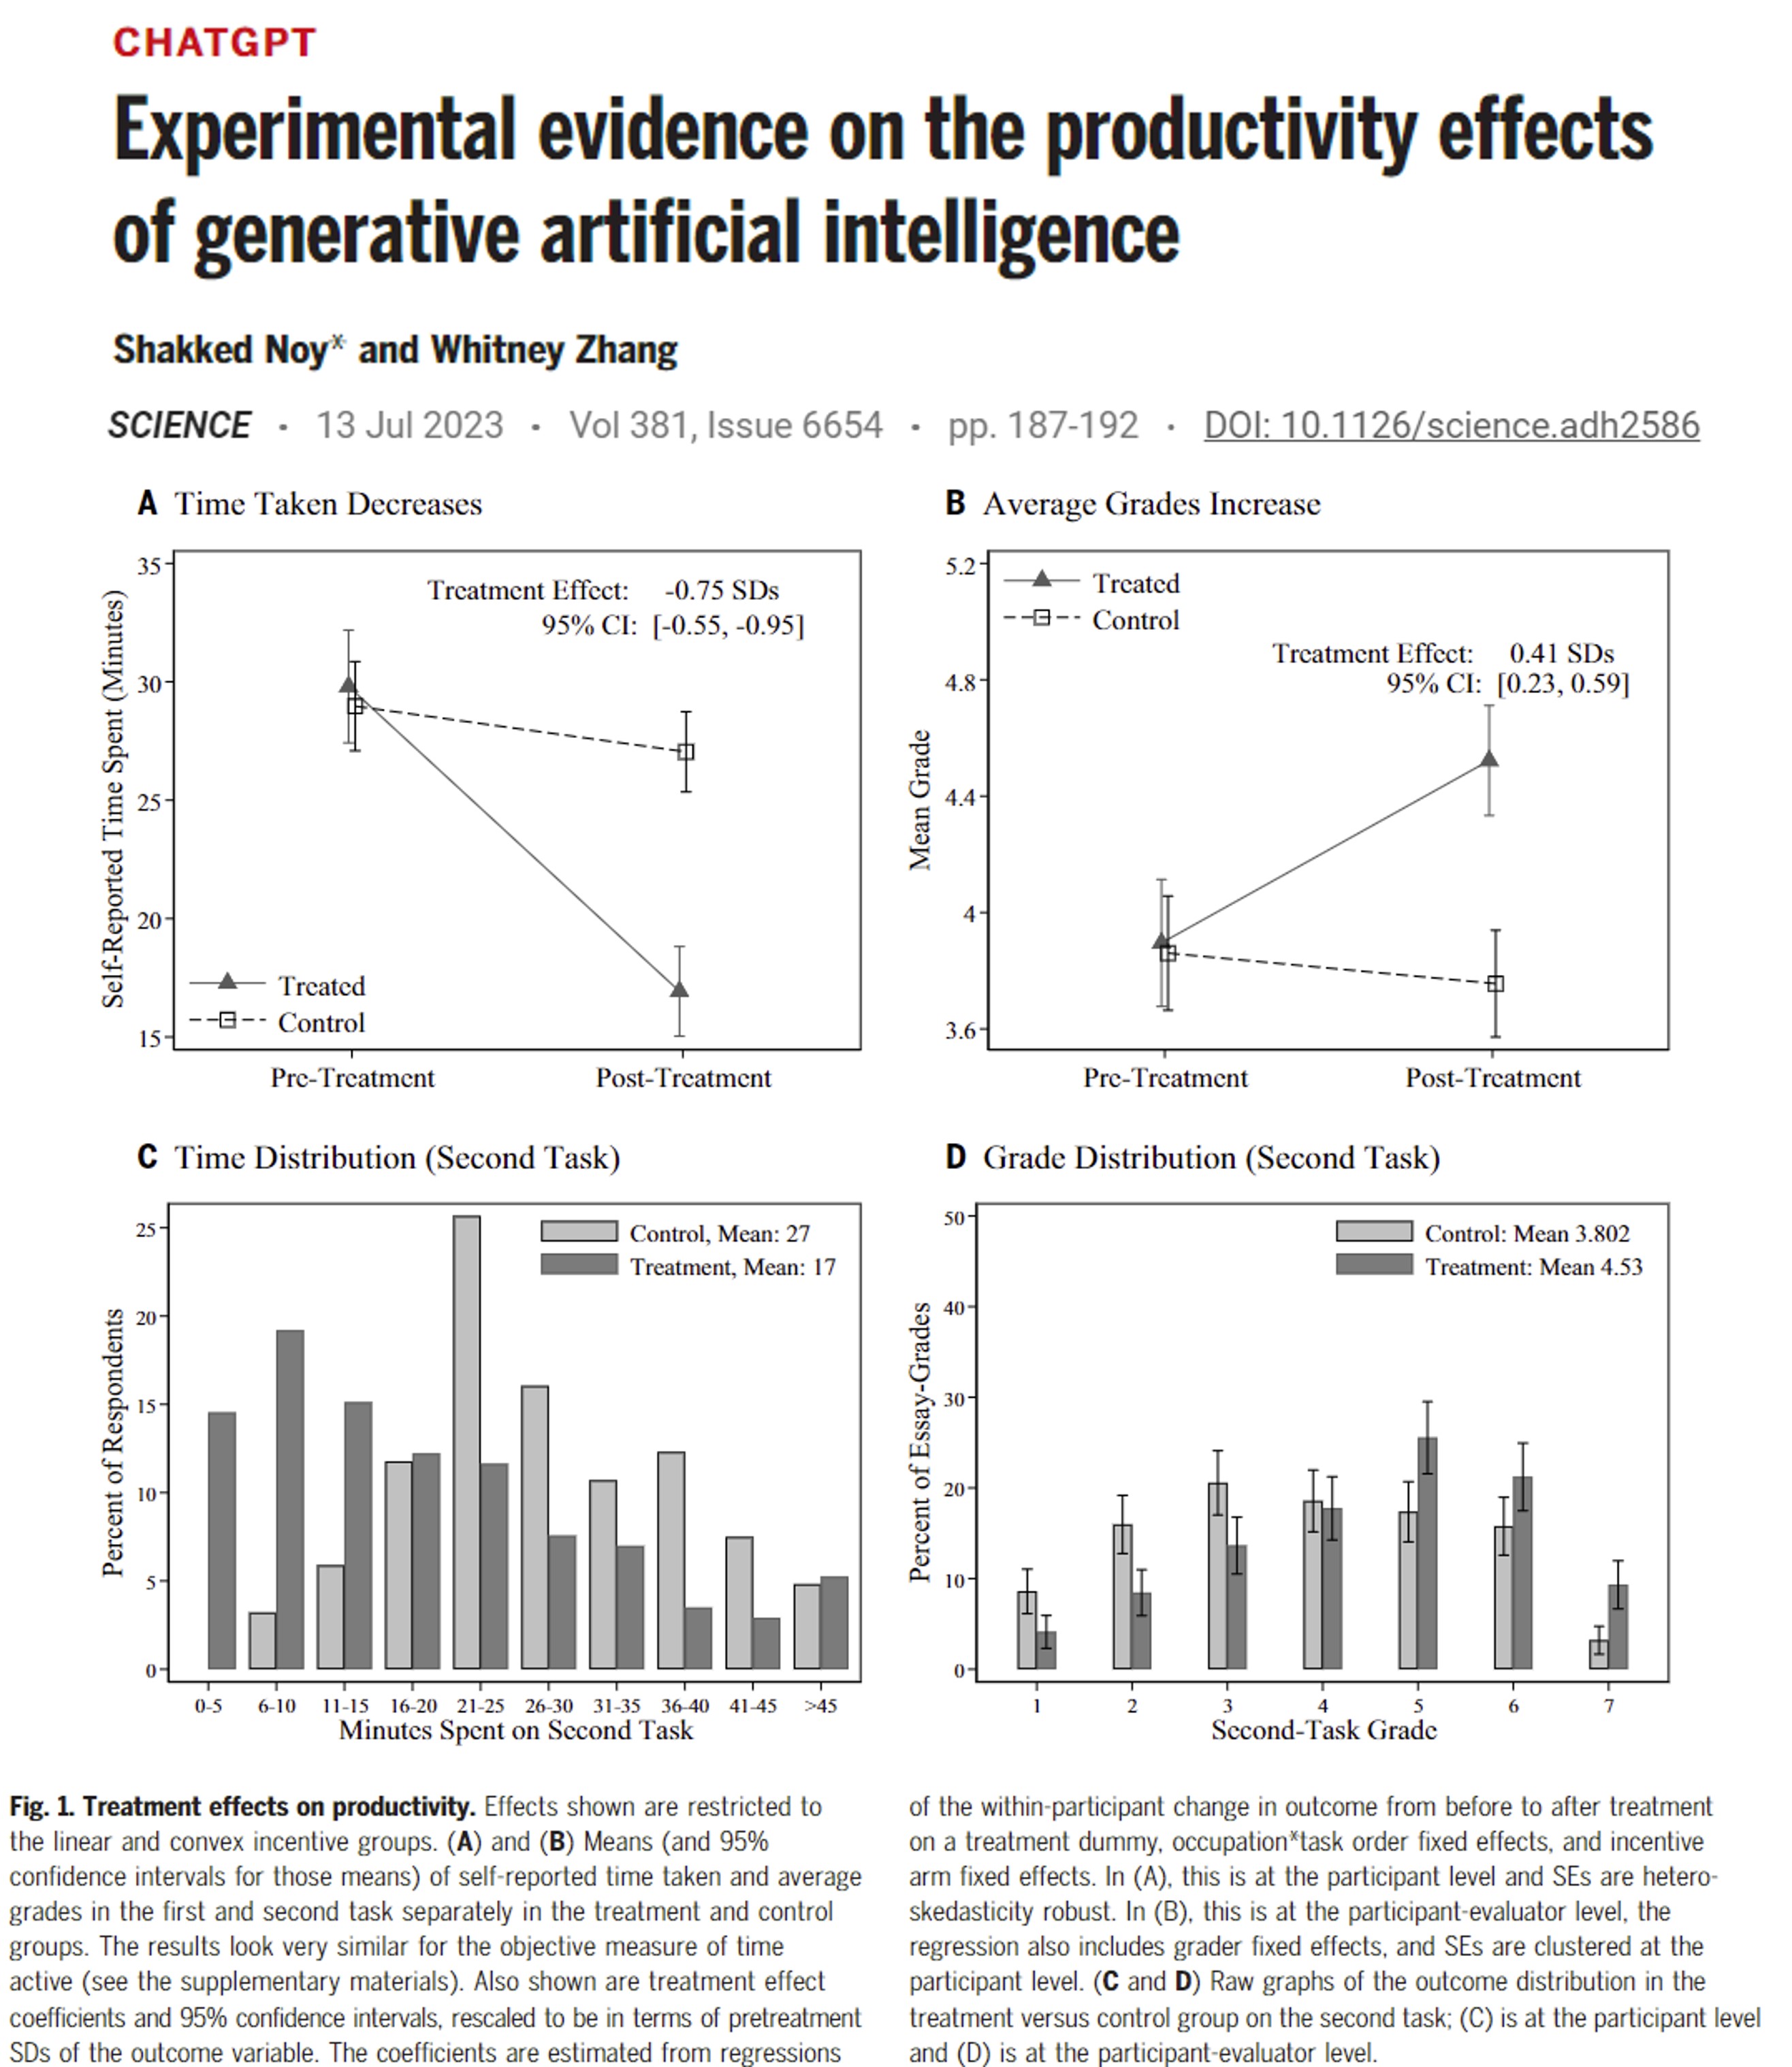 CHATGPT
Experimental evidence on the productivity effects
of generative artificial intelligence
Shakked Noy* and Whitney Zhang
SCIENCE • 13 Jul 2023 • Vol 381, Issue 6654 • pp. 187-192 • DOI: 10.1126/science.adh2586
A Time Taken Decreases
35
30
25
20
15
Self-Reported Time Spent (Minutes)
Treatment Effect: -0.75 SDs
95% CI: [-0.55, -0.95]
Treated
Control
Pre-Treatment
Post-Treatment
B Average Grades Increase
5.2
4.8
4.4
4
3.6
Mean Grade
Treated
Control
Treatment Effect: 0.41 SDs
95% CI: [0.23, 0.59]
Pre-Treatment
Post-Treatment
C Time Distribution (Second Task)
25
20
15
10
5
0
Percent of Respondents
Control, Mean: 27
Treatment, Mean: 17
0-5 6-10 11-15 16-20 21-25 26-30 31-35 36-40 41-45 >45
Minutes Spent on Second Task
D Grade Distribution (Second Task)
50
40
30
20
10
0
Percent of Essay-Grades
Control: Mean 3.802
Treatment: Mean 4.53
1 2 3 4 5 6 7
Second-Task Grade
Fig. 1. Treatment effects on productivity. Effects shown are restricted to
the linear and convex incentive groups. (A) and (B) Means (and 95%
confidence intervals for those means) of self-reported time taken and average
grades in the first and second task separately in the treatment and control
groups. The results look very similar for the objective measure of time
active (see the supplementary materials). Also shown are treatment effect
coefficients and 95% confidence intervals, rescaled to be in terms of pretreatment
SDs of the outcome variable. The coefficients are estimated from regressions
of the within-participant change in outcome from before to after treatment
on a treatment dummy, occupation*task order fixed effects, and incentive
arm fixed effects. In (A), this is at the participant level and SEs are hetero-
skedasticity robust. In (B), this is at the participant-evaluator level, the
regression also includes grader fixed effects, and SEs are clustered at the
participant level. (C and D) Raw graphs of the outcome distribution in the
treatment versus control group on the second task; (C) is at the participant level
and (D) is at the participant-evaluator level.